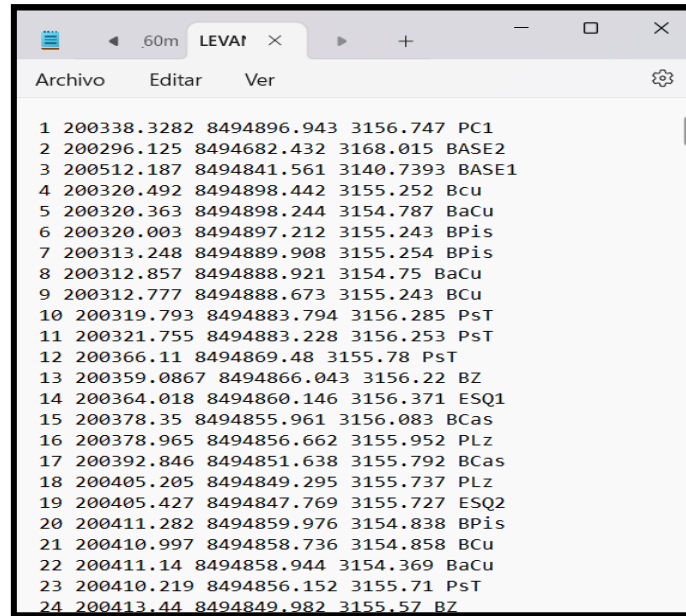 .60m LEVAI
Archivo Editar Ver
1 200338.3282 8494896.943 3156.747 PC1
2 200296.125 8494682.432 3168.015 BASE2
3 200512.187 8494841.561 3140.7393 BASE1
4 200320.492 8494898.442 3155.252 Bcu
5 200320.363 8494898.244 3154.787 BaCu
6 200320.003 8494897.212 3155.243 BPis
7 200313.248 8494889.908 3155.254 BPis
8 200312.857 8494888.921 3154.75 BaCu
9 200312.777 8494888.673 3155.243 BCu
10 200319.793 8494883.794 3156.285 PsT
11 200321.755 8494883.228 3156.253 PsT
12 200366.11 8494869.48 3155.78 PsT
13 200359.0867 8494866.043 3156.22 BZ
14 200364.018 8494860.146 3156.371 ESQ1
15 200378.35 8494855.961 3156.083 BCas
16 200378.965 8494856.662 3155.952 PLz
17 200392.846 8494851.638 3155.792 BCas
18 200405.205 8494849.295 3155.737 PLz
19 200405.427 8494847.769 3155.727 ESQ2
20 200411.282 8494859.976 3154.838 BPis
21 200410.997 8494858.736 3154.858 BCu
22 200411.14 8494858.944 3154.369 BaCu
23 200410.219 8494856.152 3155.71 PsT
24 200413.44 8494849.982 3155.57 BZ